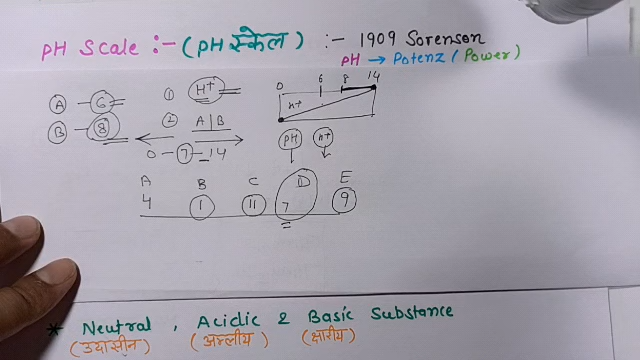 pH Scale :- (pH स्केल) :- 1909 Sorenson
pH → Potenz (Power)
A - 6
B - 8
① H+
② A|B
0 - 7 - 14
0 6 8 14
H+
pH H+
A B C D E
4 1 11 7 9
* Neutral, Acidic & Basic Substance
(उदासीन) (अम्लीय) (क्षारीय)